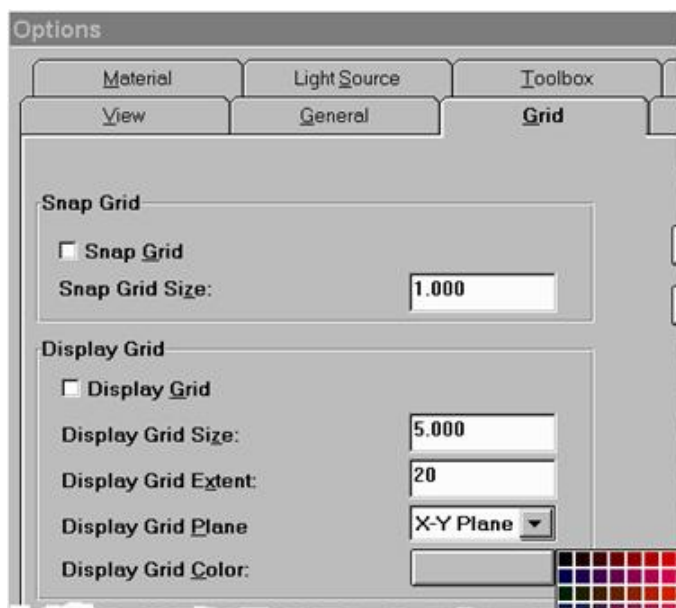 Options
Material Light Source Toolbox
View General Grid
Snap Grid
Snap Grid
Snap Grid Size: 1.000
Display Grid
Display Grid
Display Grid Size: 5.000
Display Grid Extent: 20
Display Grid Plane X-Y Plane
Display Grid Color: